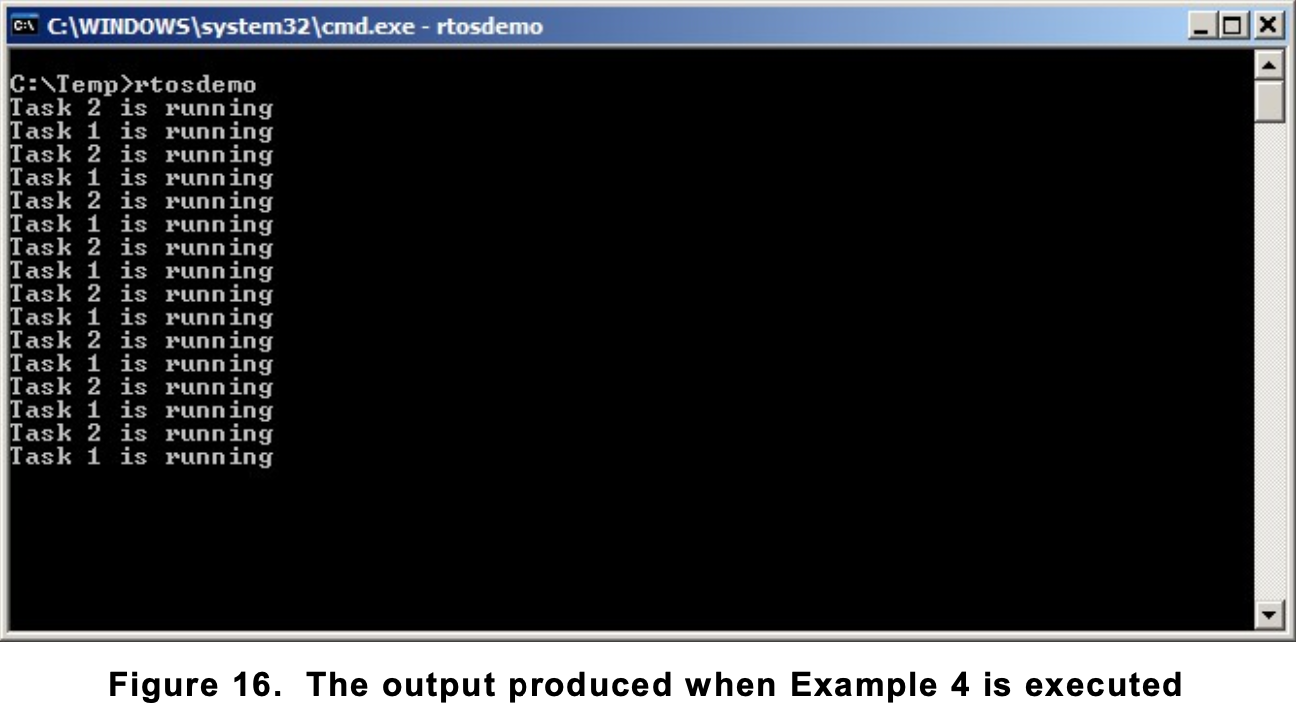 C:\WINDOWS\system32\cmd.exe - rtosdemo
C:\Temp>rtosdemo
Task 2 is running
Task 1 is running
Task 2 is running
Task 1 is running
Task 2 is running
Task 1 is running
Task 2 is running
Task 1 is running
Task 2 is running
Task 1 is running
Task 2 is running
Task 1 is running
Task 2 is running
Task 1 is running
Task 2 is running
Task 1 is running
Figure 16. The output produced when Example 4 is executed